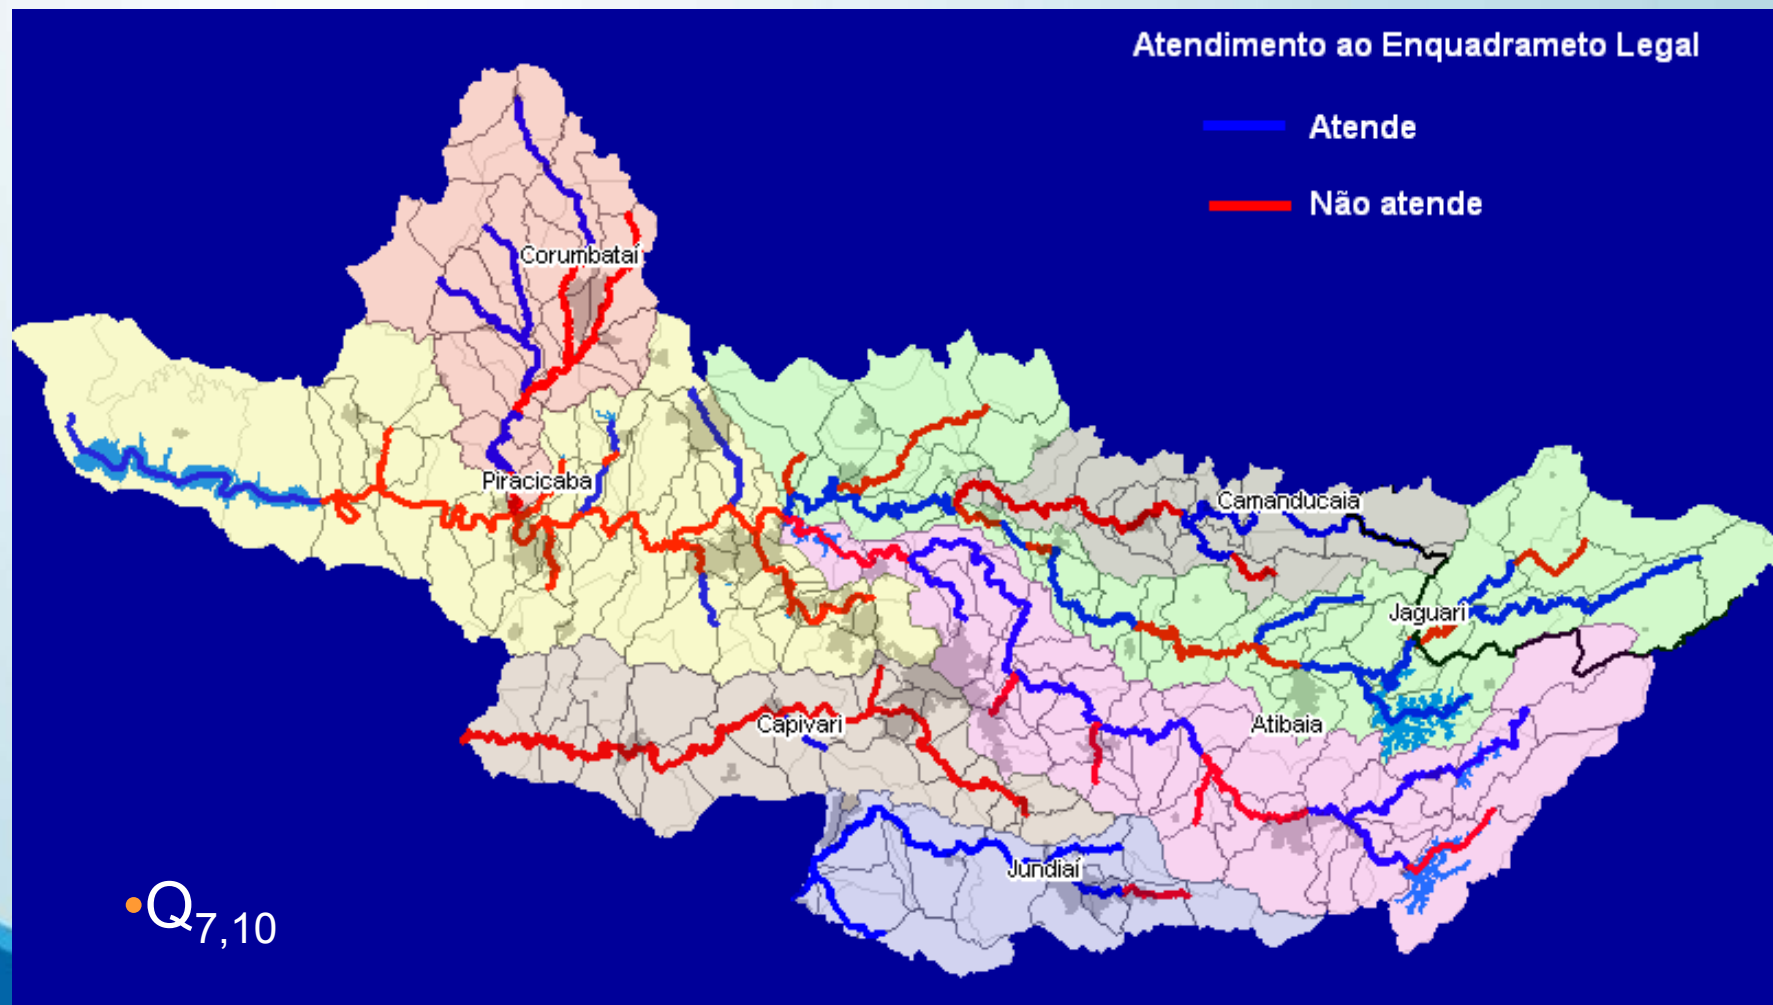 Atendimento ao Enquadrameto Legal
Atende
Não atende
Corumbataí
Piracicaba
Camanducaia
Jaguari
Capivari
Atibaia
Jundiaí
•Q7,10